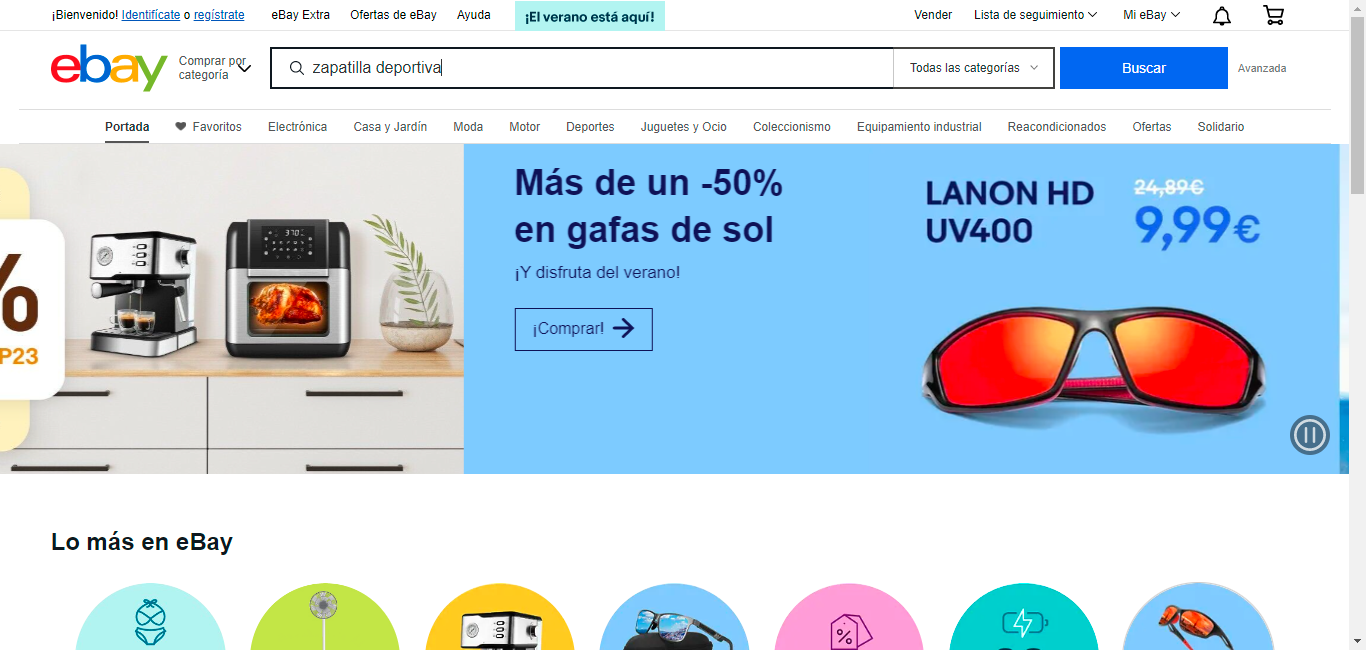 ¡Bienvenido! Identifícate o regístrate
eBay Extra
Ofertas de eBay
Ayuda
¡El verano está aquí!
Vender
Lista de seguimiento
Mi eBay
ebay
Comprar por
categoría
zapatilla deportiva
Todas las categorías
Buscar
Avanzada
Portada
Favoritos
Electrónica
Casa y Jardín
Moda
Motor
Deportes
Juguetes y Ocio
Coleccionismo
Equipamiento industrial
Reacondicionados
Ofertas
Solidario
%
P23
370
Más de un -50%
en gafas de sol
¡Y disfruta del verano!
¡Comprar!
LANON HD
UV400
24,89€
9,99€
Lo más en eBay
%